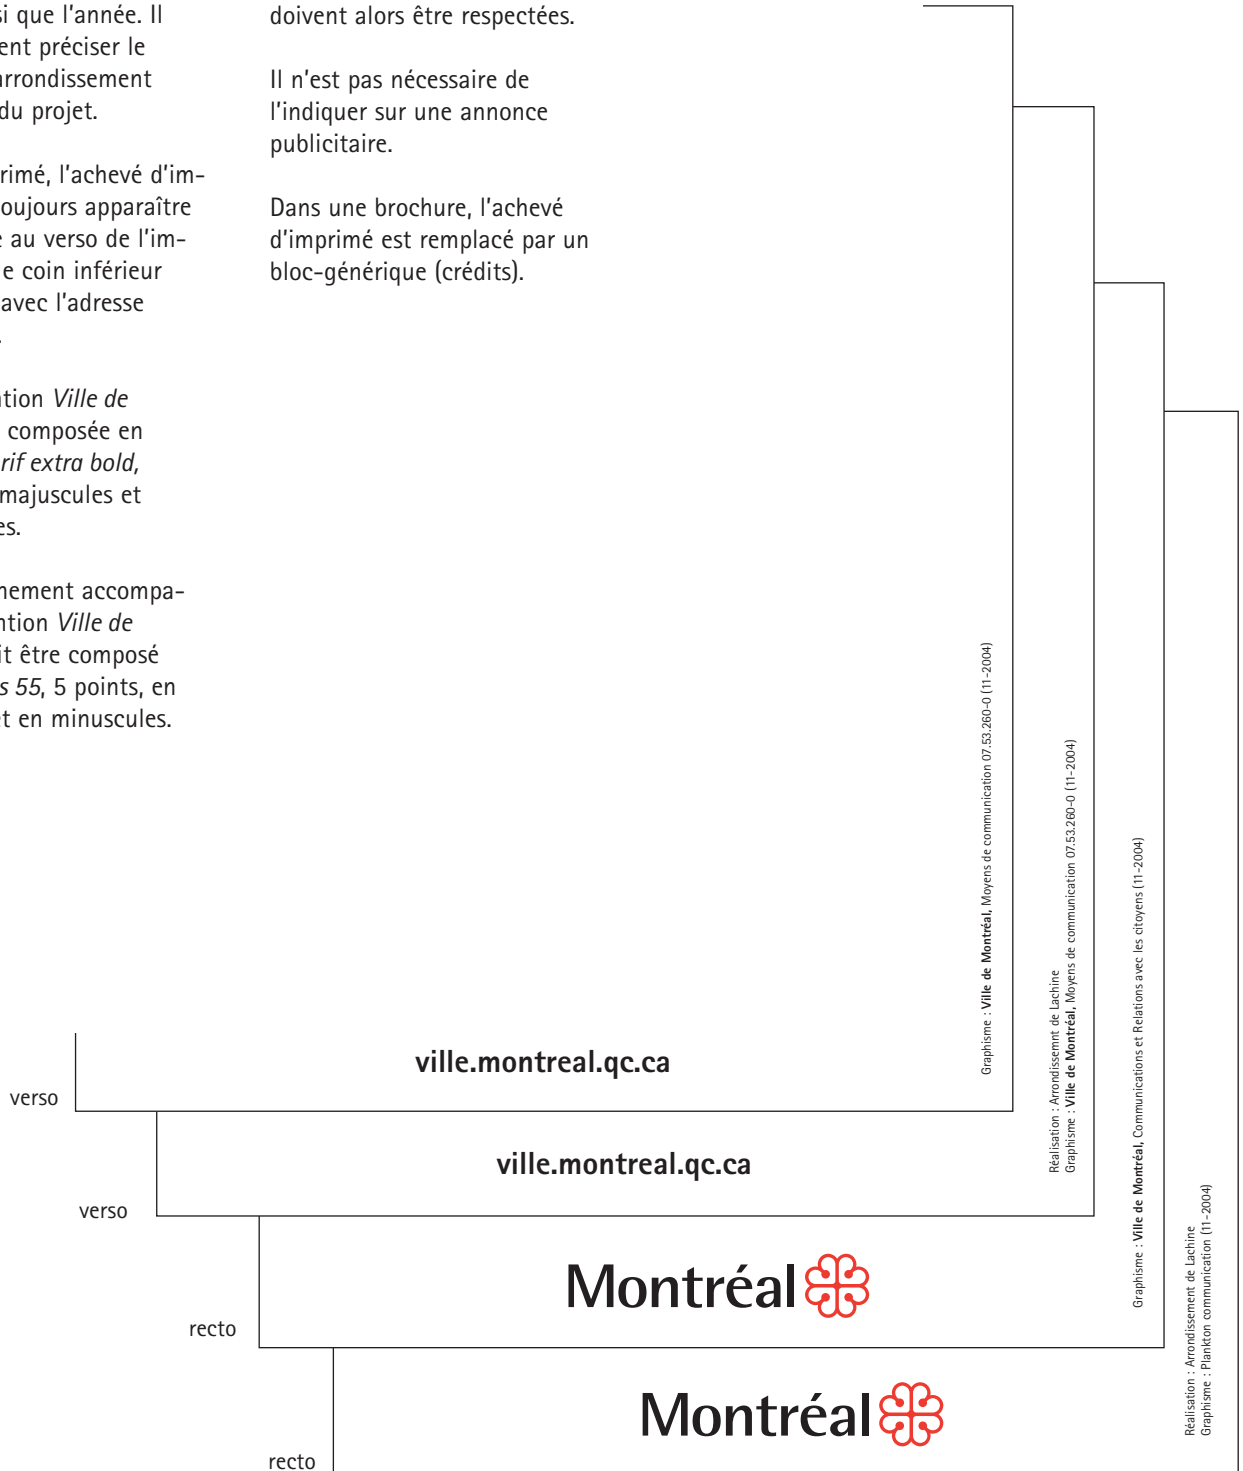 si que l'année. Il
ent préciser le
arrondissement
du projet.
rimé, l'achevé d'im-
oujours apparaître
e au verso de l'im-
e coin inférieur
avec l'adresse
.
tion Ville de
composée en
rif extra bold,
majuscules et
es.
nement accompa-
ntion Ville de
it être composé
s 55, 5 points, en
et en minuscules.
doivent alors être respectées.
Il n'est pas nécessaire de
l'indiquer sur une annonce
publicitaire.
Dans une brochure, l'achevé
d'imprimé est remplacé par un
bloc-générique (crédits).
Graphisme : Ville de Montréal, Moyens de communication 07.53.260-0 (11-2004)
ville.montreal.qc.ca
verso
Réalisation : Arrondissemnt de Lachine
Graphisme : Ville de Montréal, Moyens de communication 07.53.260-0 (11-2004)
ville.montreal.qc.ca
verso
Graphisme : Ville de Montréal, Communications et Relations avec les citoyens (11-2004)
Montréal
recto
Réalisation : Arrondissement de Lachine
Graphisme : Plankton communication (11-2004)
Montréal
recto